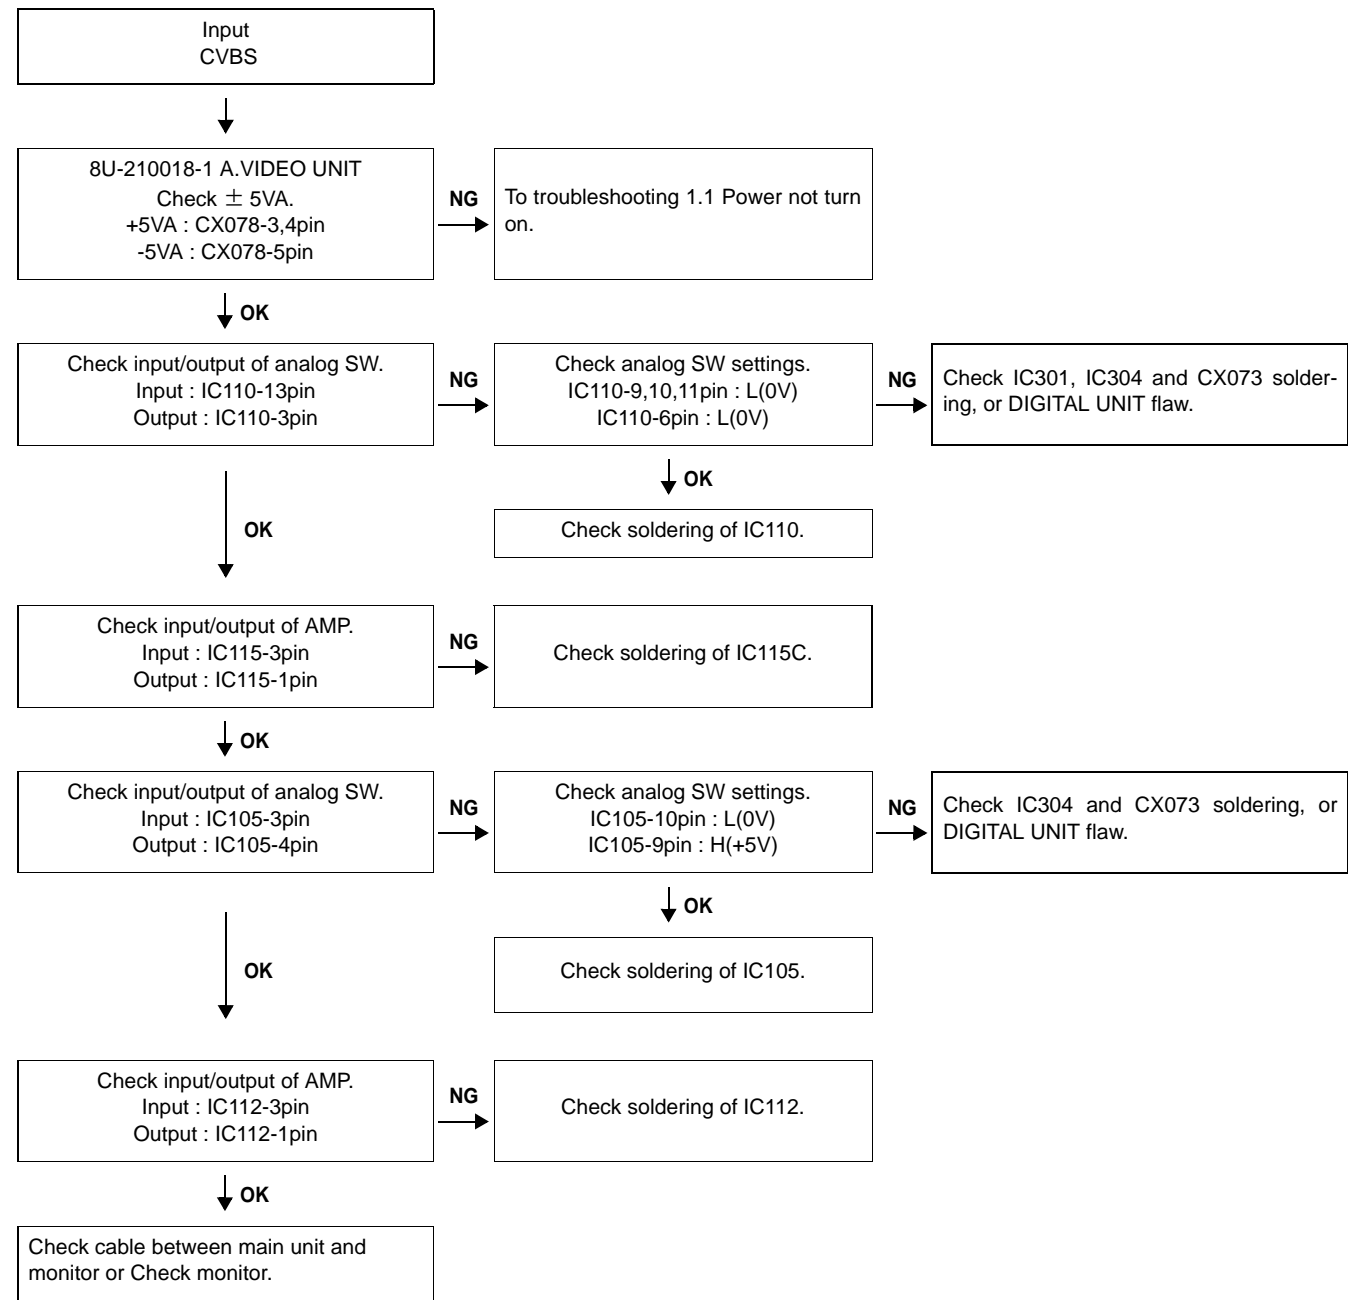 Input
CVBS
8U-210018-1 A.VIDEO UNIT
Check ± 5VA.
+5VA : CX078-3,4pin
-5VA : CX078-5pin
NG
To troubleshooting 1.1 Power not turn
on.
OK
Check input/output of analog SW.
Input : IC110-13pin
Output : IC110-3pin
NG
Check analog SW settings.
IC110-9,10,11pin : L(0V)
IC110-6pin : L(0V)
NG
Check IC301, IC304 and CX073 solder-
ing, or DIGITAL UNIT flaw.
OK
Check soldering of IC110.
OK
Check input/output of AMP.
Input : IC115-3pin
Output : IC115-1pin
NG
Check soldering of IC115C.
OK
Check input/output of analog SW.
Input : IC105-3pin
Output : IC105-4pin
NG
Check analog SW settings.
IC105-10pin : L(0V)
IC105-9pin : H(+5V)
NG
Check IC304 and CX073 soldering, or
DIGITAL UNIT flaw.
OK
Check soldering of IC105.
OK
Check input/output of AMP.
Input : IC112-3pin
Output : IC112-1pin
NG
Check soldering of IC112.
OK
Check cable between main unit and
monitor or Check monitor.